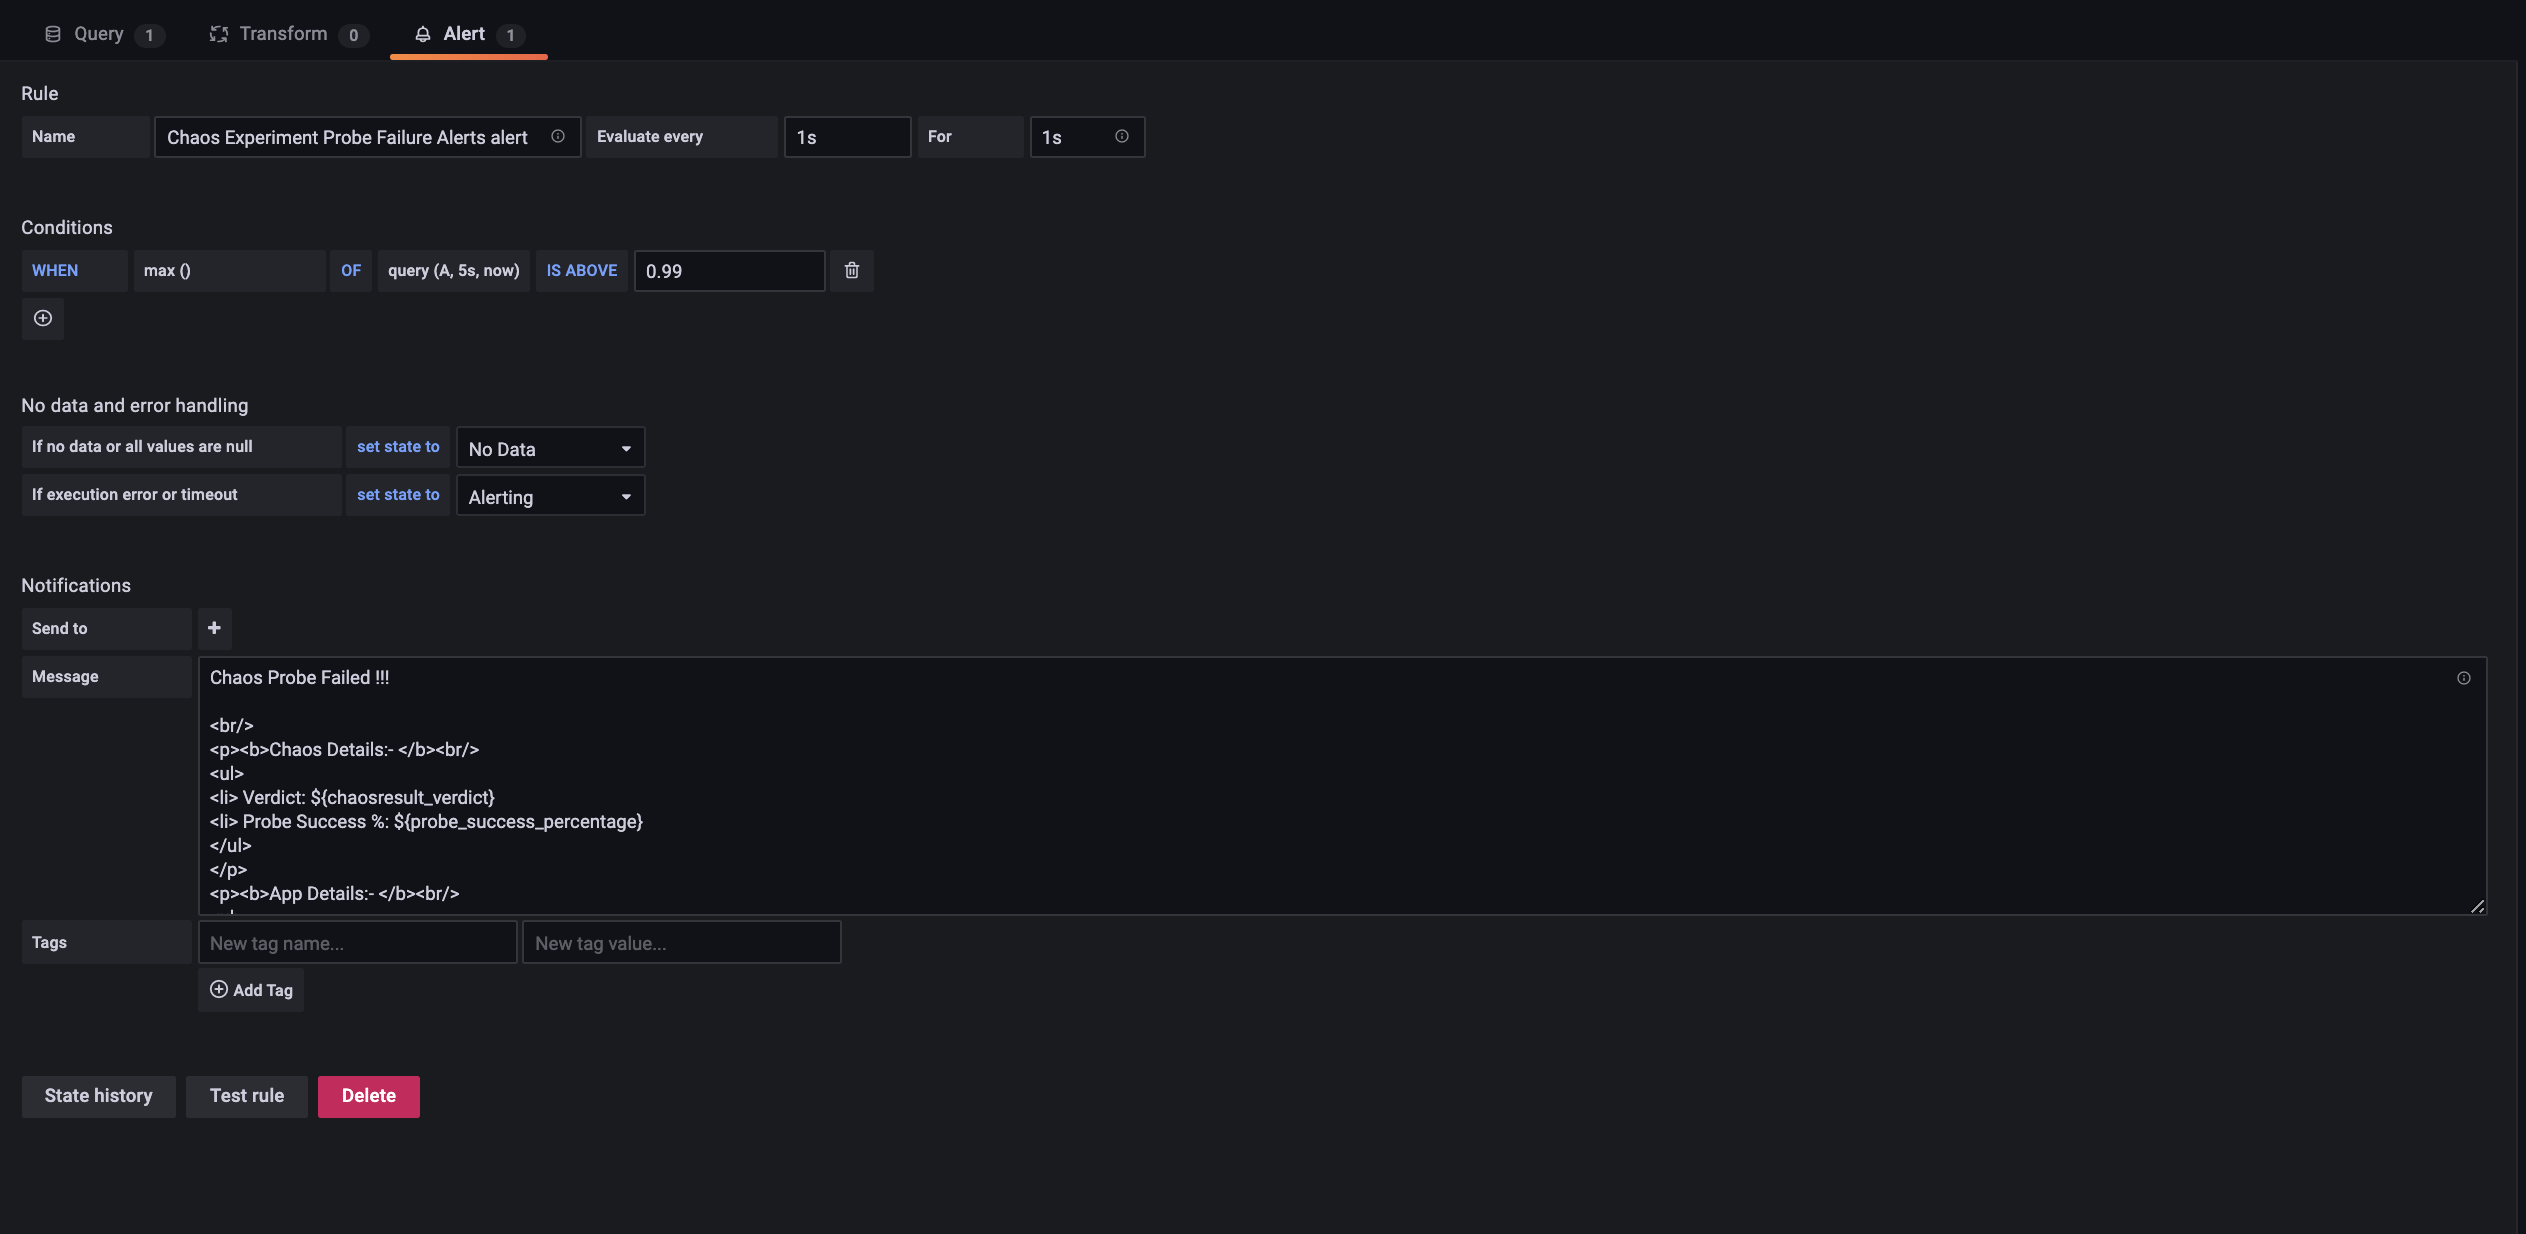 Query 1 Transform 0 Alert 1
Rule
Name Chaos Experiment Probe Failure Alerts alert Evaluate every 1s For 1s
Conditions
WHEN max () OF query (A, 5s, now) IS ABOVE 0.99
No data and error handling
If no data or all values are null set state to No Data
If execution error or timeout set state to Alerting
Notifications
Send to
Message Chaos Probe Failed !!!
<br/>
<p><b>Chaos Details:- </b><br/>
<ul>
<li> Verdict: ${chaosresult_verdict}
<li> Probe Success %: ${probe_success_percentage}
</ul>
</p>
<p><b>App Details:- </b><br/>
Tags New tag name... New tag value...
Add Tag
State history Test rule Delete